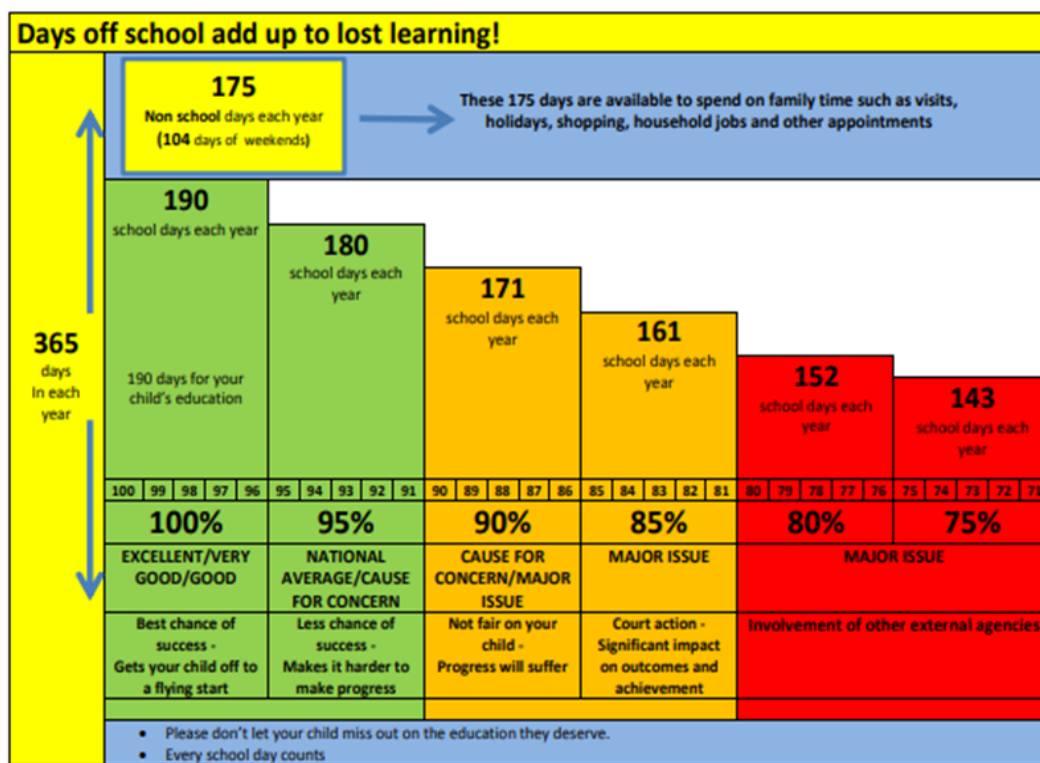 Days off school add up to lost learning!
175
Non school days each year
(104 days of weekends)
These 175 days are available to spend on family time such as visits,
holidays, shopping, household jobs and other appointments
365
days
In each
year
190
school days each year
190 days for your
child's education
180
school days each
year
171
school days each
year
161
school days each
year
152
school days each
year
143
school days each
year
100 99 98 97 96 95 94 93 92 91 90 89 88 87 86 85 84 83 82 81 80 79 78 77 76 75 74 73 72 71
100% 95% 90% 85% 80% 75%
EXCELLENT/VERY
GOOD/GOOD
NATIONAL
AVERAGE/CAUSE
FOR CONCERN
CAUSE FOR
CONCERN/MAJOR
ISSUE
MAJOR ISSUE
MAJOR ISSUE
Best chance of
success -
Gets your child off to
a flying start
Less chance of
success -
Makes it harder to
make progress
Not fair on your
child -
Progress will suffer
Court action -
Significant impact
on outcomes and
achievement
Involvement of other external agencies
• Please don't let your child miss out on the education they deserve.
• Every school day counts